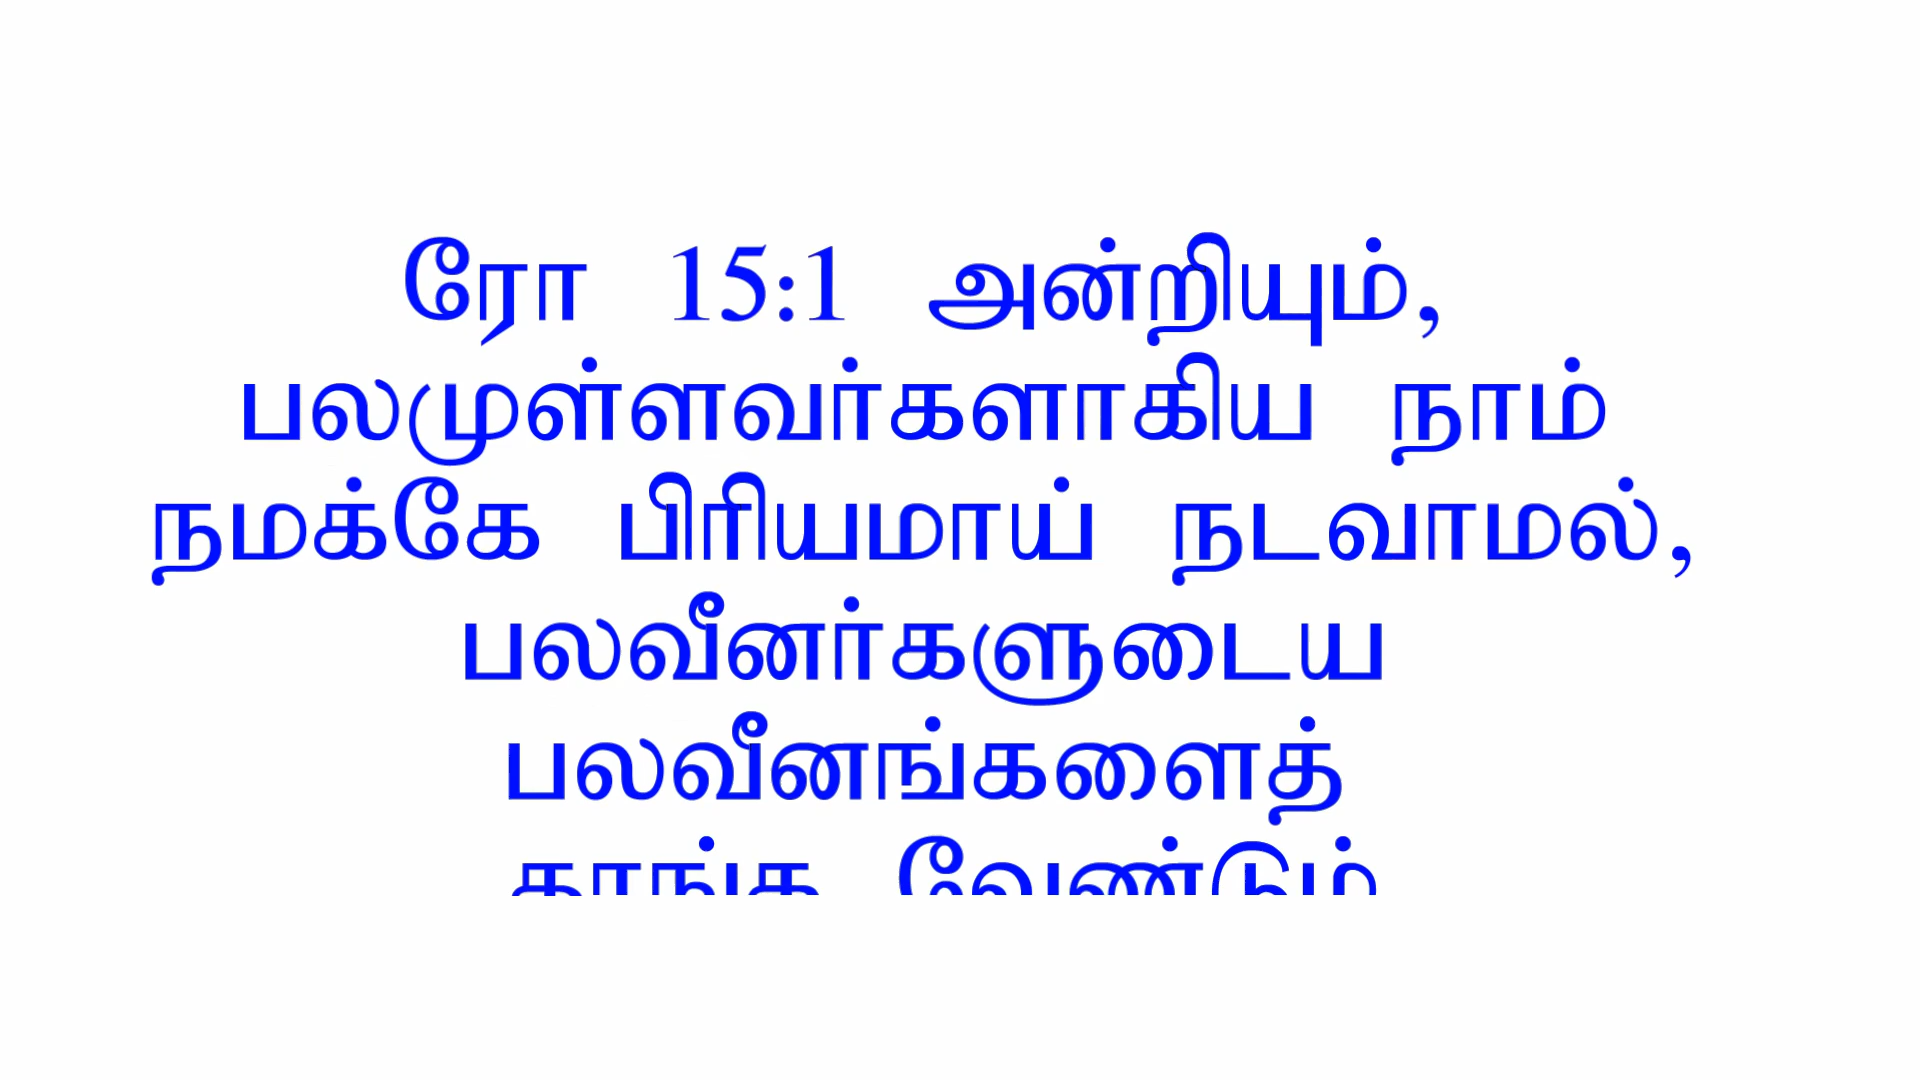 ரோ 15:1 அன்றியும்,
பலமுள்ளவர்களாகிய நாம்
நமக்கே பிரியமாய் நடவாமல்,
பலவீனர்களுடைய
பலவீனங்களைத்
தாங்க வேண்டும்